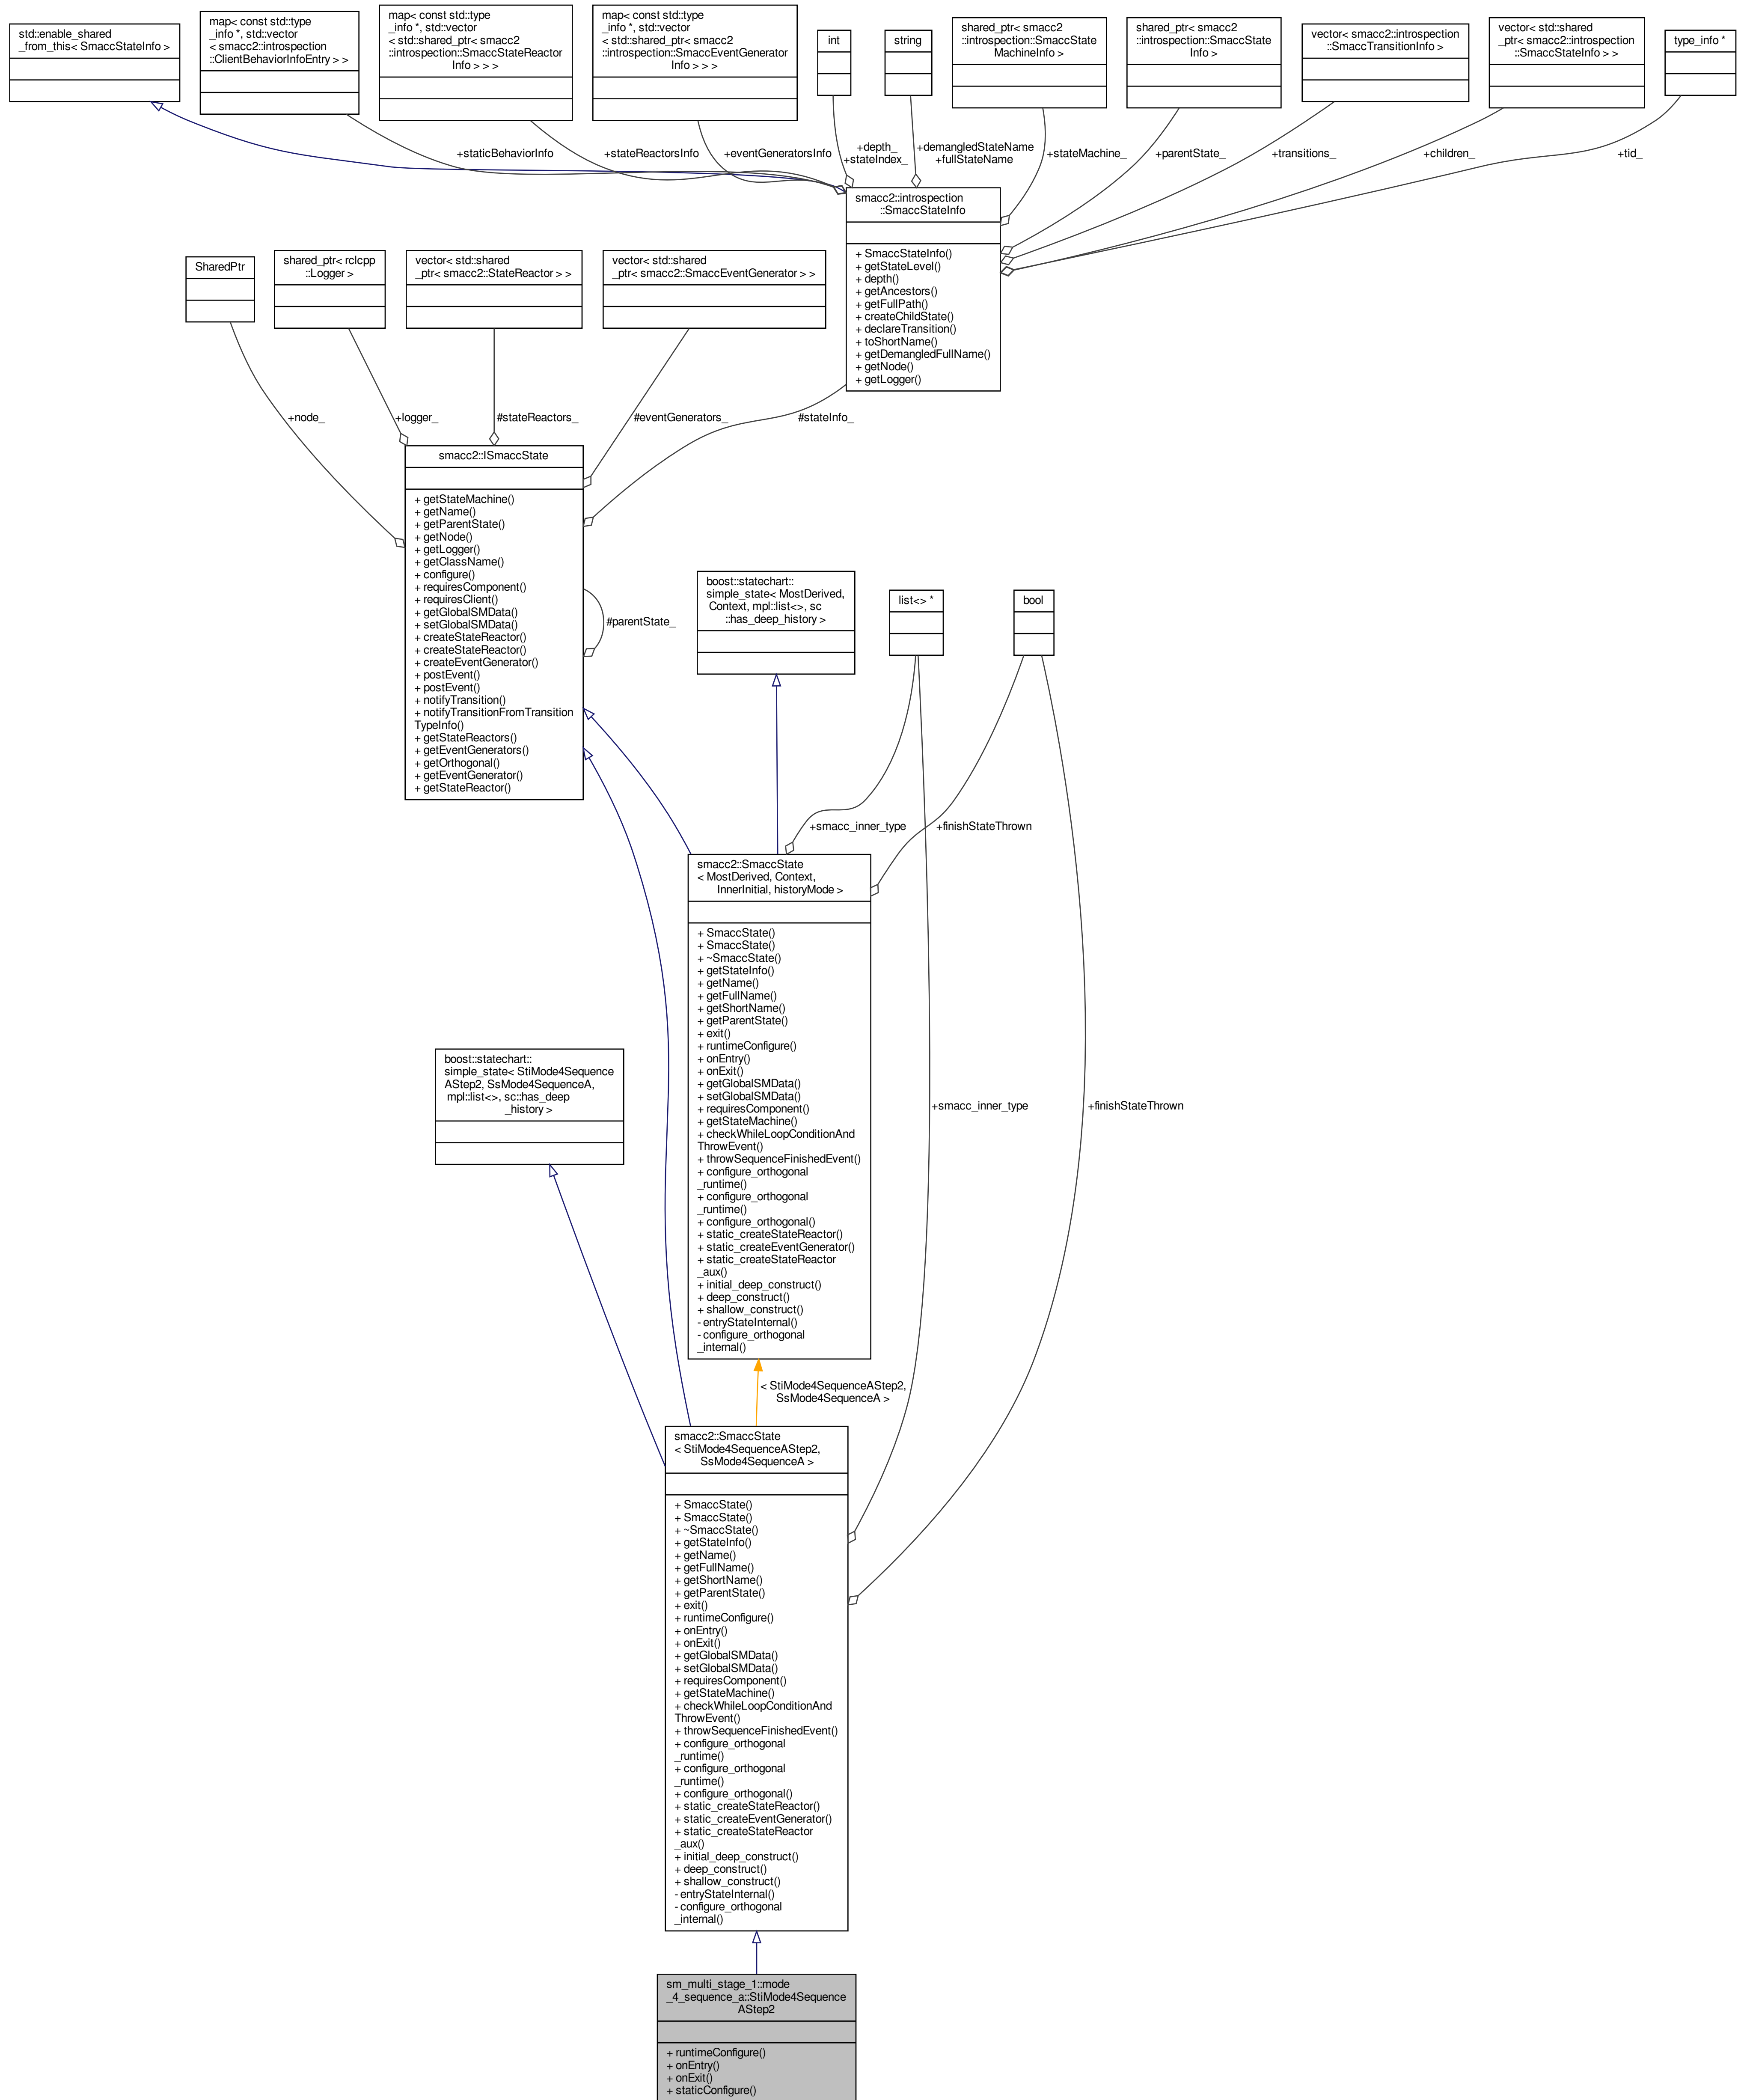 std::enable_shared
_from_this< SmaccStateInfo >
map< const std::type
_info *, std::vector
< smacc2::introspection
::ClientBehaviorInfoEntry > >
map< const std::type
_info *, std::vector
< std::shared_ptr< smacc2
::introspection::SmaccStateReactor
Info > > >
map< const std::type
_info *, std::vector
< std::shared_ptr< smacc2
::introspection::SmaccEventGenerator
Info > > >
int
string
shared_ptr< smacc2
::introspection::SmaccState
MachineInfo >
shared_ptr< smacc2
::introspection::SmaccState
Info >
vector< smacc2::introspection
::SmaccTransitionInfo >
vector< std::shared
_ptr< smacc2::introspection
::SmaccStateInfo > >
type_info *
+staticBehaviorInfo
+stateReactorsInfo
+eventGeneratorsInfo
+depth_
+stateIndex_
+demangledStateName
+fullStateName
+stateMachine_
+parentState_
+transitions_
+children_
+tid_
smacc2::introspection
::SmaccStateInfo
+ SmaccStateInfo()
+ getStateLevel()
+ depth()
+ getAncestors()
+ getFullPath()
+ createChildState()
+ declareTransition()
+ toShortName()
+ getDemangledFullName()
+ getNode()
+ getLogger()
SharedPtr
shared_ptr< rclcpp
::Logger >
vector< std::shared
_ptr< smacc2::StateReactor > >
vector< std::shared
_ptr< smacc2::SmaccEventGenerator > >
+node_
+logger_
#stateReactors_
#eventGenerators_
#stateInfo_
smacc2::ISmaccState
+ getStateMachine()
+ getName()
+ getParentState()
+ getNode()
+ getLogger()
+ getClassName()
+ configure()
+ requiresComponent()
+ requiresClient()
+ getGlobalSMData()
+ setGlobalSMData()
+ createStateReactor()
+ createStateReactor()
+ createEventGenerator()
+ postEvent()
+ postEvent()
+ notifyTransition()
+ notifyTransitionFromTransition
TypeInfo()
+ getStateReactors()
+ getEventGenerators()
+ getOrthogonal()
+ getEventGenerator()
+ getStateReactor()
#parentState_
boost::statechart::
simple_state< MostDerived,
Context, mpl::list<>, sc
::has_deep_history >
list<> *
bool
+smacc_inner_type
+finishStateThrown
smacc2::SmaccState
< MostDerived, Context,
InnerInitial, historyMode >
+ SmaccState()
+ SmaccState()
+ ~SmaccState()
+ getStateInfo()
+ getName()
+ getFullName()
+ getShortName()
+ getParentState()
+ exit()
+ runtimeConfigure()
+ onEntry()
+ onExit()
+ getGlobalSMData()
+ setGlobalSMData()
+ requiresComponent()
+ getStateMachine()
+ checkWhileLoopConditionAnd
ThrowEvent()
+ throwSequenceFinishedEvent()
+ configure_orthogonal
_runtime()
+ configure_orthogonal
_runtime()
+ configure_orthogonal()
+ static_createStateReactor()
+ static_createEventGenerator()
+ static_createStateReactor
_aux()
+ initial_deep_construct()
+ deep_construct()
+ shallow_construct()
- entryStateInternal()
- configure_orthogonal
_internal()
boost::statechart::
simple_state< StiMode4Sequence
AStep2, SsMode4SequenceA,
mpl::list<>, sc::has_deep
_history >
+smacc_inner_type
+finishStateThrown
< StiMode4SequenceAStep2,
SsMode4SequenceA >
smacc2::SmaccState
< StiMode4SequenceAStep2,
SsMode4SequenceA >
+ SmaccState()
+ SmaccState()
+ ~SmaccState()
+ getStateInfo()
+ getName()
+ getFullName()
+ getShortName()
+ getParentState()
+ exit()
+ runtimeConfigure()
+ onEntry()
+ onExit()
+ getGlobalSMData()
+ setGlobalSMData()
+ requiresComponent()
+ getStateMachine()
+ checkWhileLoopConditionAnd
ThrowEvent()
+ throwSequenceFinishedEvent()
+ configure_orthogonal
_runtime()
+ configure_orthogonal
_runtime()
+ configure_orthogonal()
+ static_createStateReactor()
+ static_createEventGenerator()
+ static_createStateReactor
_aux()
+ initial_deep_construct()
+ deep_construct()
+ shallow_construct()
- entryStateInternal()
- configure_orthogonal
_internal()
sm_multi_stage_1::mode
_4_sequence_a::StiMode4Sequence
AStep2
+ runtimeConfigure()
+ onEntry()
+ onExit()
+ staticConfigure()